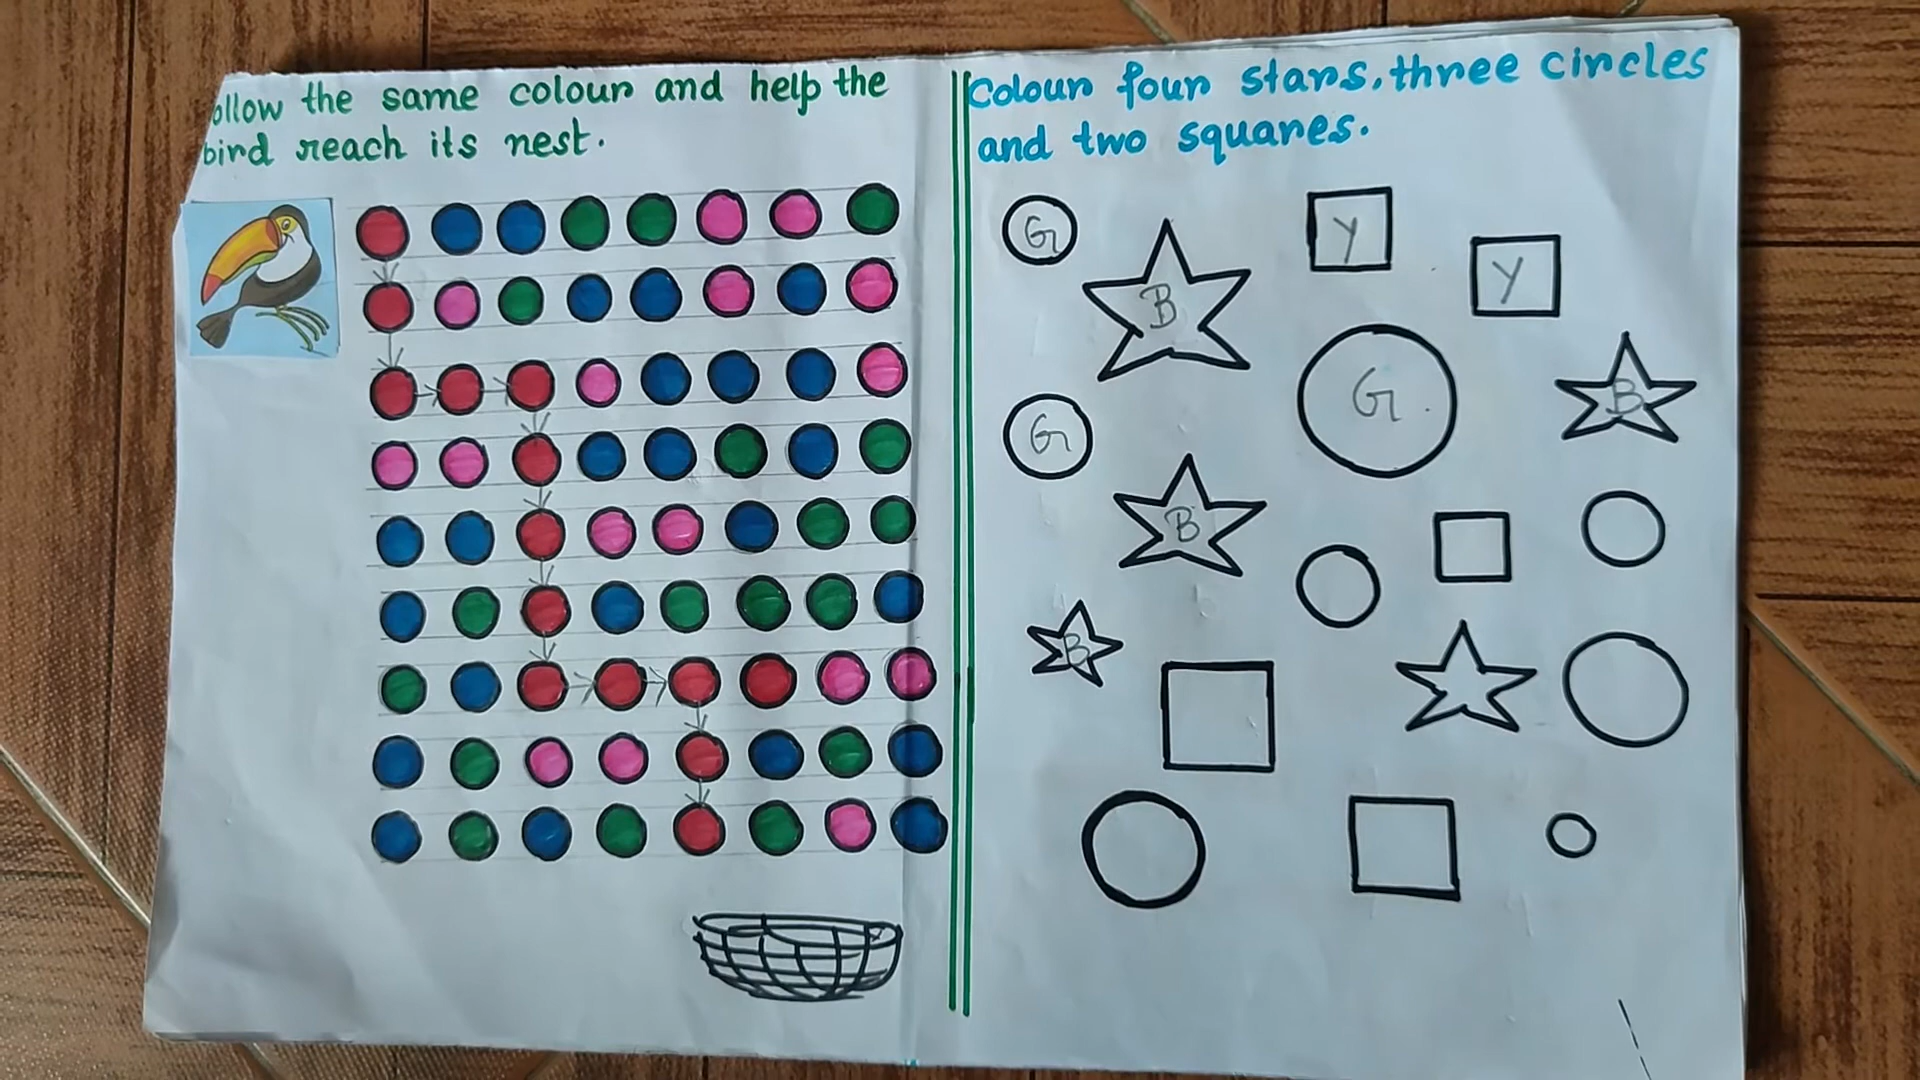 ollow the same colour and help the
bird reach its nest.
Colour four stars, three circles
and two squares.
G
Y
B
Y
G
B
G
B
B